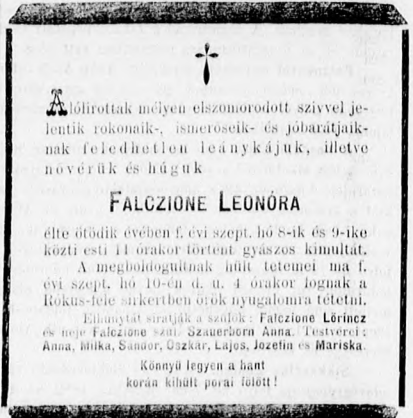 Alólirottak mélyen elszomorodott szivvel je-
lentik rokonaik-, ismerőseik- és jóbarátjaik-
nak feledhetlen leánykájuk, illetve
nővérük és húguk
FALCZIONE LEONÓRA
élte ötödik évében f. évi szept. hó 8-ik és 9-ike
közti esti 11 órakor történt gyászos kimultát.
A megboldogultnak hült tetemei ma f.
évi szept. hó 10-én d. u. 4 órakor fognak a
Rókus-féle sirkertben örök nyugalomra tétetni.
Elhunytát siratják a szülők: Falczione Lőrincz
és neje Falczione szül. Szauerborn Anna. Testvérei:
Anna, Milka, Sándor, Oszkár, Lajos, Jozefin és Mariska.
Könnyü legyen a hant
korán kihült porai fölött!